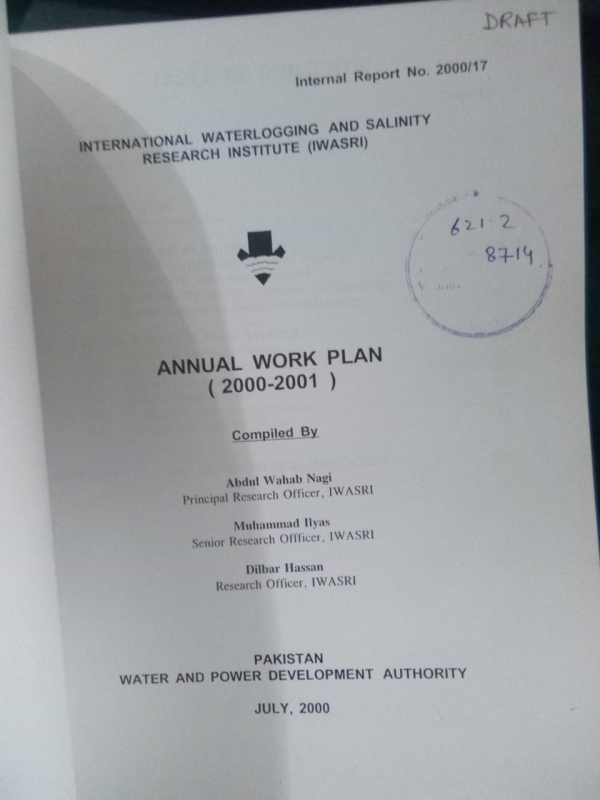 DRAFT
Internal Report No. 2000/17
INTERNATIONAL WATERLOGGING AND SALINITY
RESEARCH INSTITUTE (IWASRI)
621.2
8714
ANNUAL WORK PLAN
( 2000-2001 )
Compiled By
Abdul Wahab Nagi
Principal Research Officer, IWASRI
Muhammad Ilyas
Senior Research Offficer, IWASRI
Dilbar Hassan
Research Officer, IWASRI
PAKISTAN
WATER AND POWER DEVELOPMENT AUTHORITY
JULY, 2000